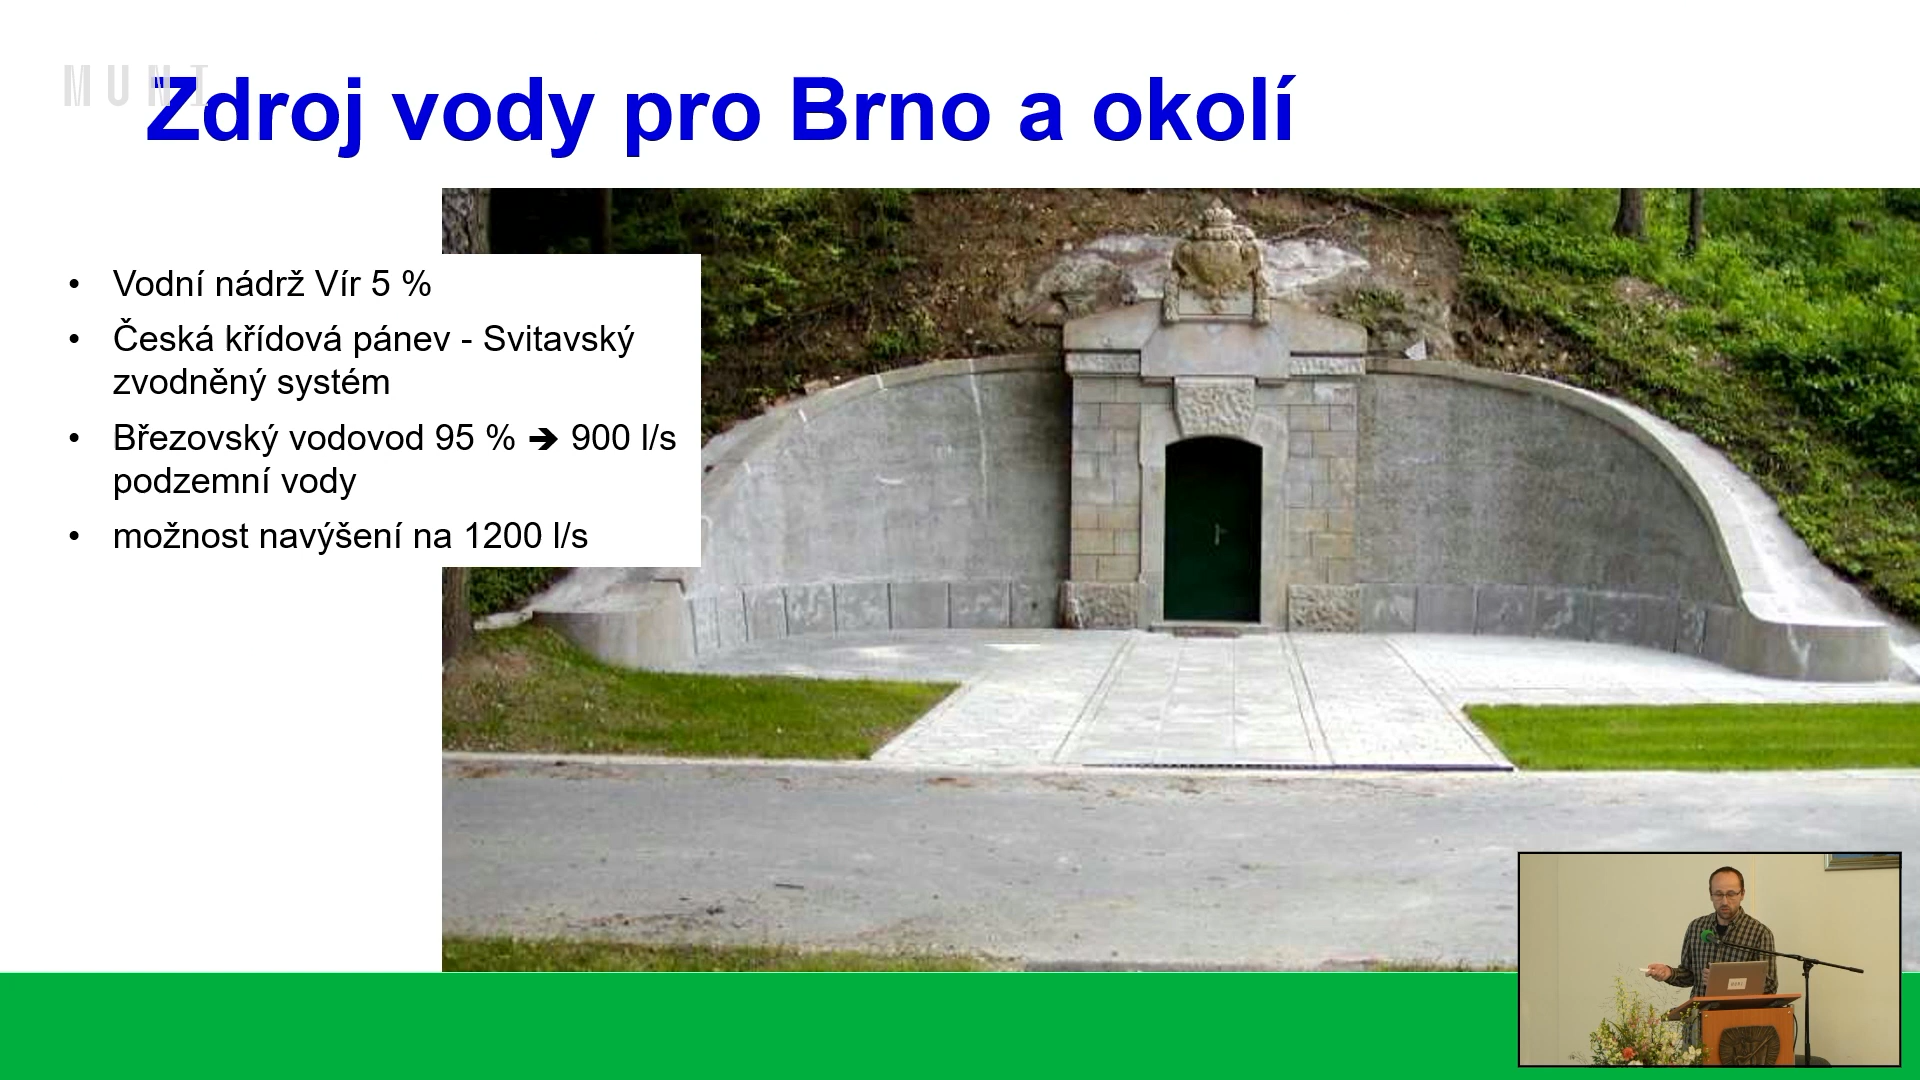 MUNI
Zdroj vody pro Brno a okolí
• Vodní nádrž Vír 5 %
• Česká křídová pánev - Svitavský
zvodněný systém
• Březovský vodovod 95 % ➔ 900 l/s
podzemní vody
• možnost navýšení na 1200 l/s